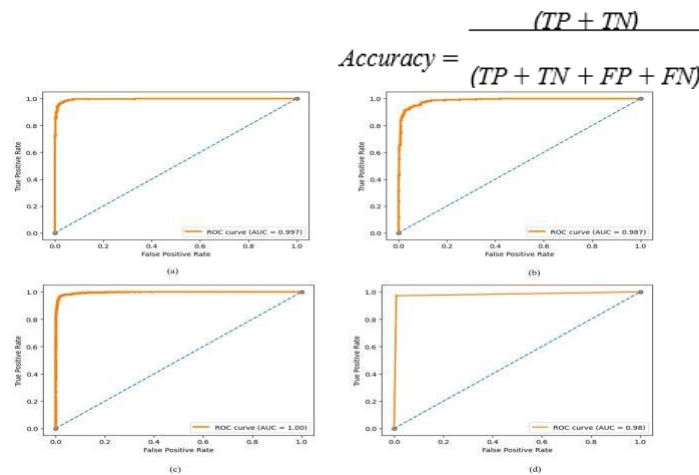 (TP + TN)
Accuracy =
(TP + TN + FP + FN)
1.0
0.8
0.6
0.4
0.2
0.0
True Positive Rate
ROC curve (AUC = 0.997)
0.0 0.2 0.4 0.6 0.8 1.0
False Positive Rate
(a)
1.0
0.8
0.6
0.4
0.2
0.0
True Positive Rate
ROC curve (AUC = 0.987)
0.0 0.2 0.4 0.6 0.8 1.0
False Positive Rate
(b)
1.0
0.8
0.6
0.4
0.2
0.0
True Positive Rate
ROC curve (AUC = 1.00)
0.0 0.2 0.4 0.6 0.8 1.0
False Positive Rate
(c)
1.0
0.8
0.6
0.4
0.2
0.0
True Positive Rate
ROC curve (AUC = 0.98)
0.0 0.2 0.4 0.6 0.8 1.0
False Positive Rate
(d)